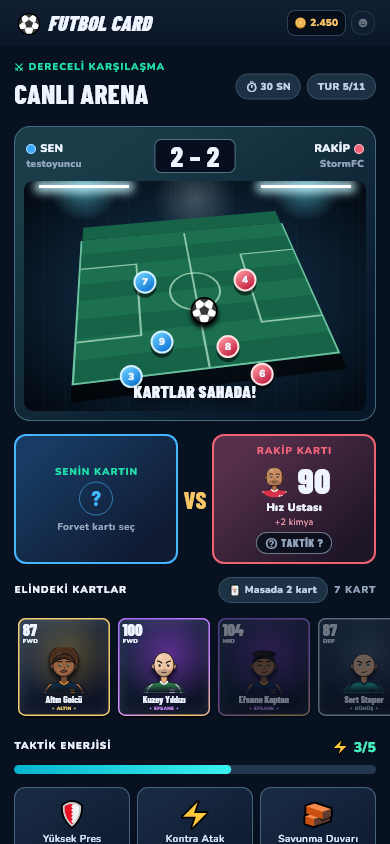 FUTBOL CARD
2.450
DERECELİ KARŞILAŞMA
CANLI ARENA
30 SN
TUR 5/11
SEN
testoyuncu
2 – 2
RAKİP
StormFC
7
4
9
8
3
6
KARTLAR SAHADA!
SENİN KARTIN
?
Forvet kartı seç
VS
RAKİP KARTI
90
Hız Ustası
+2 kimya
TAKTİK ?
ELİNDEKİ KARTLAR
Masada 2 kart
7 KART
87
FWD
Altın Golcü
• ALTIN •
100
FWD
Kuzey Yıldızı
• EFSANE •
104
MID
Efsane Kaptan
• EFSANE •
87
DEF
Sert Stoper
• GÜMÜŞ •
TAKTİK ENERJİSİ
3/5
Yüksek Pres
Kontra Atak
Savunma Duvarı